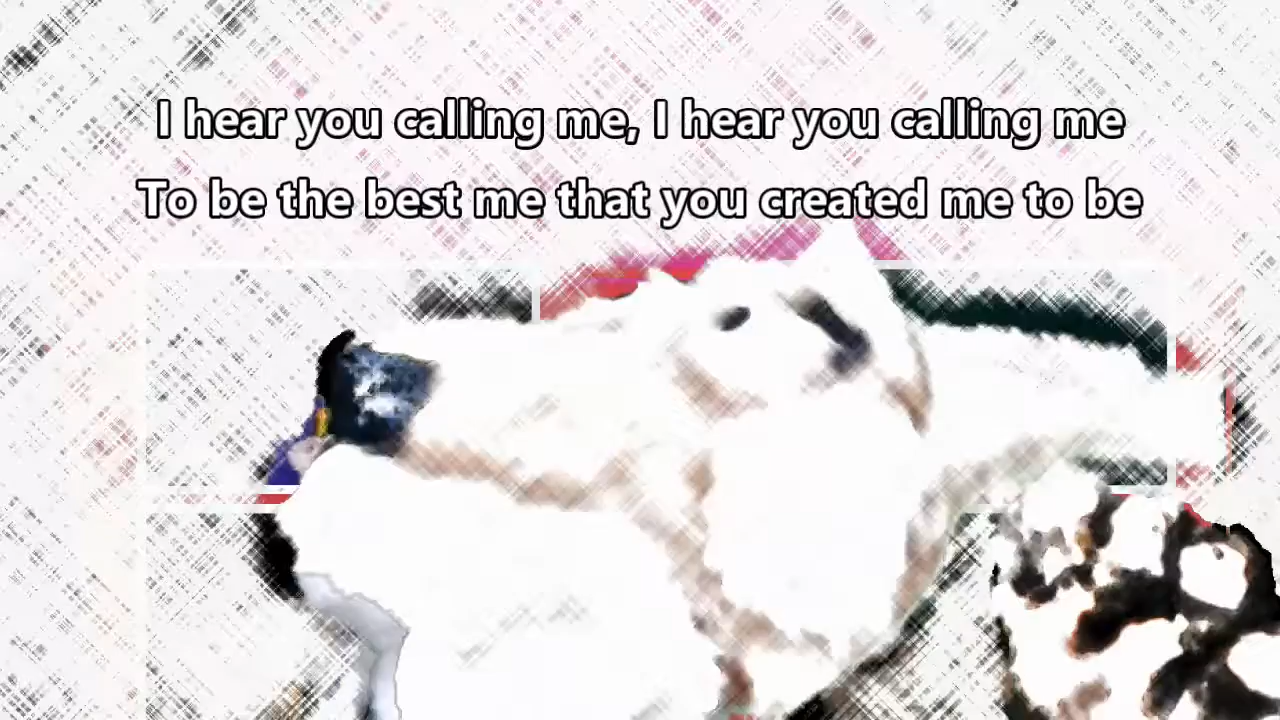 I hear you calling me, I hear you calling me
To be the best me that you created me to be